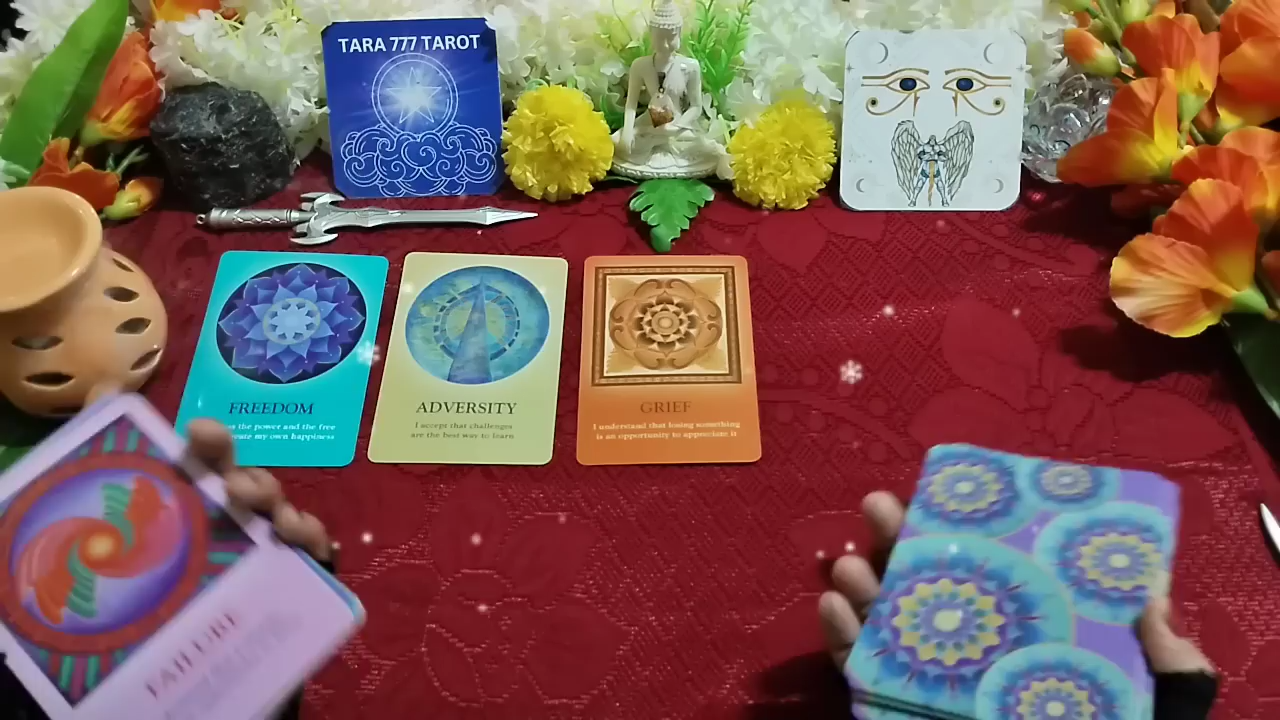 TARA 777 TAROT
FREEDOM
the power and the free
my own happiness
ADVERSITY
I accept that challenges
are the best way to learn
GRIEF
I understand that losing something
is an opportunity to appreciate it
FAILURE